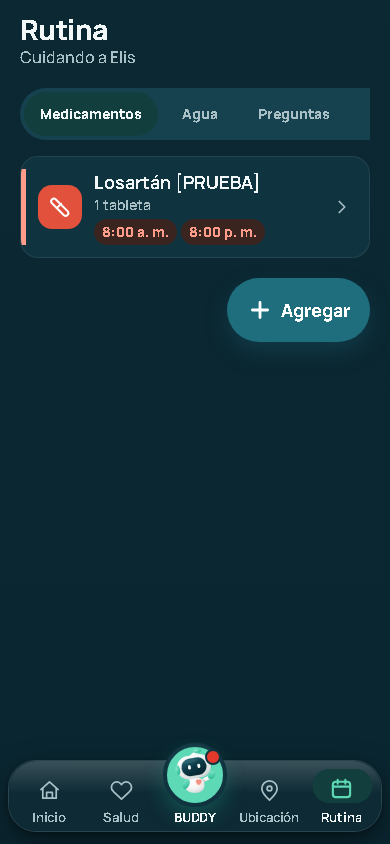 Rutina
Cuidando a Elis
Medicamentos Agua Preguntas
Losartán [PRUEBA]
1 tableta
8:00 a. m. 8:00 p. m.
+ Agregar
Inicio Salud BUDDY Ubicación Rutina